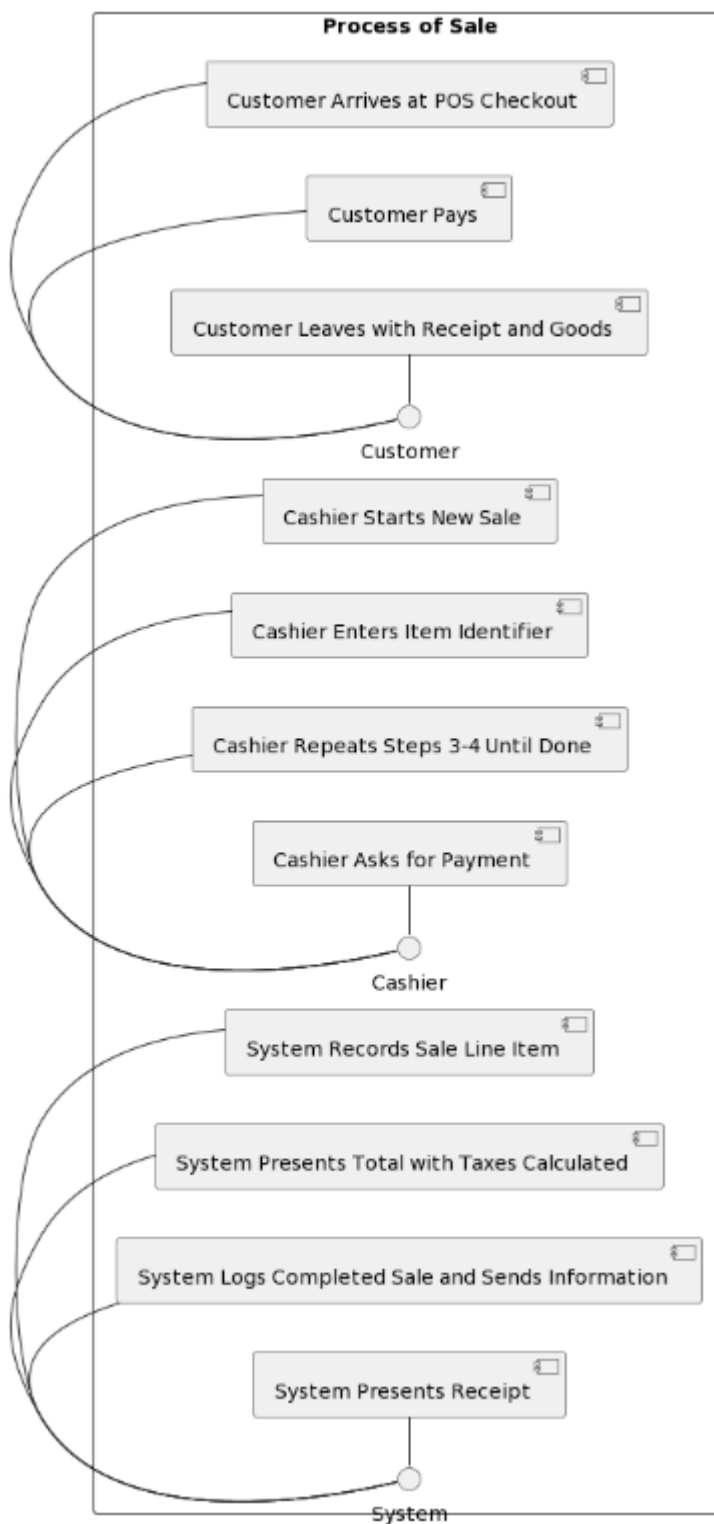 Process of Sale
Customer Arrives at POS Checkout
Customer Pays
Customer Leaves with Receipt and Goods
Customer
Cashier Starts New Sale
Cashier Enters Item Identifier
Cashier Repeats Steps 3-4 Until Done
Cashier Asks for Payment
Cashier
System Records Sale Line Item
System Presents Total with Taxes Calculated
System Logs Completed Sale and Sends Information
System Presents Receipt
System